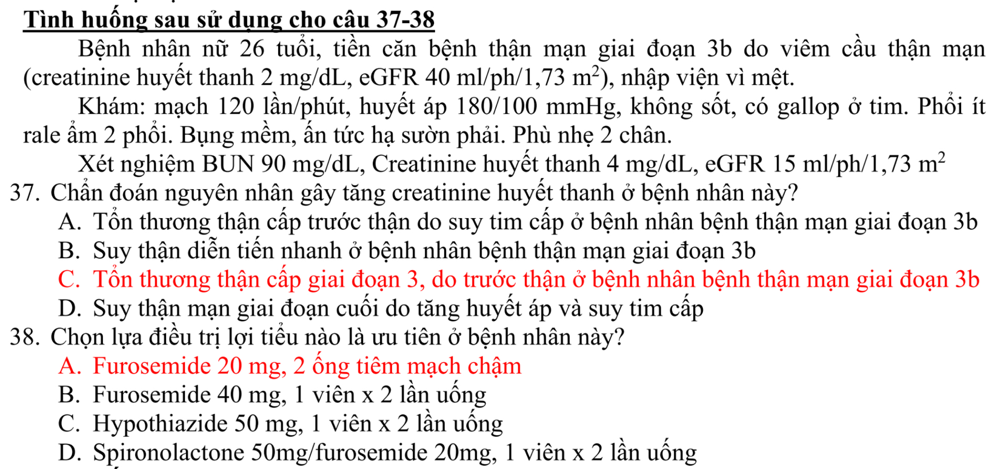 Tình huống sau sử dụng cho câu 37-38
Bệnh nhân nữ 26 tuổi, tiền căn bệnh thận mạn giai đoạn 3b do viêm cầu thận mạn
(creatinine huyết thanh 2 mg/dL, eGFR 40 ml/ph/1,73 m²), nhập viện vì mệt.
Khám: mạch 120 lần/phút, huyết áp 180/100 mmHg, không sốt, có gallop ở tim. Phổi ít
rale ẩm 2 phổi. Bụng mềm, ấn tức hạ sườn phải. Phù nhẹ 2 chân.
Xét nghiệm BUN 90 mg/dL, Creatinine huyết thanh 4 mg/dL, eGFR 15 ml/ph/1,73 m²
37. Chẩn đoán nguyên nhân gây tăng creatinine huyết thanh ở bệnh nhân này?
A. Tổn thương thận cấp trước thận do suy tim cấp ở bệnh nhân bệnh thận mạn giai đoạn 3b
B. Suy thận diễn tiến nhanh ở bệnh nhân bệnh thận mạn giai đoạn 3b
C. Tổn thương thận cấp giai đoạn 3, do trước thận ở bệnh nhân bệnh thận mạn giai đoạn 3b
D. Suy thận mạn giai đoạn cuối do tăng huyết áp và suy tim cấp
38. Chọn lựa điều trị lợi tiểu nào là ưu tiên ở bệnh nhân này?
A. Furosemide 20 mg, 2 ống tiêm mạch chậm
B. Furosemide 40 mg, 1 viên x 2 lần uống
C. Hypothiazide 50 mg, 1 viên x 2 lần uống
D. Spironolactone 50mg/furosemide 20mg, 1 viên x 2 lần uống